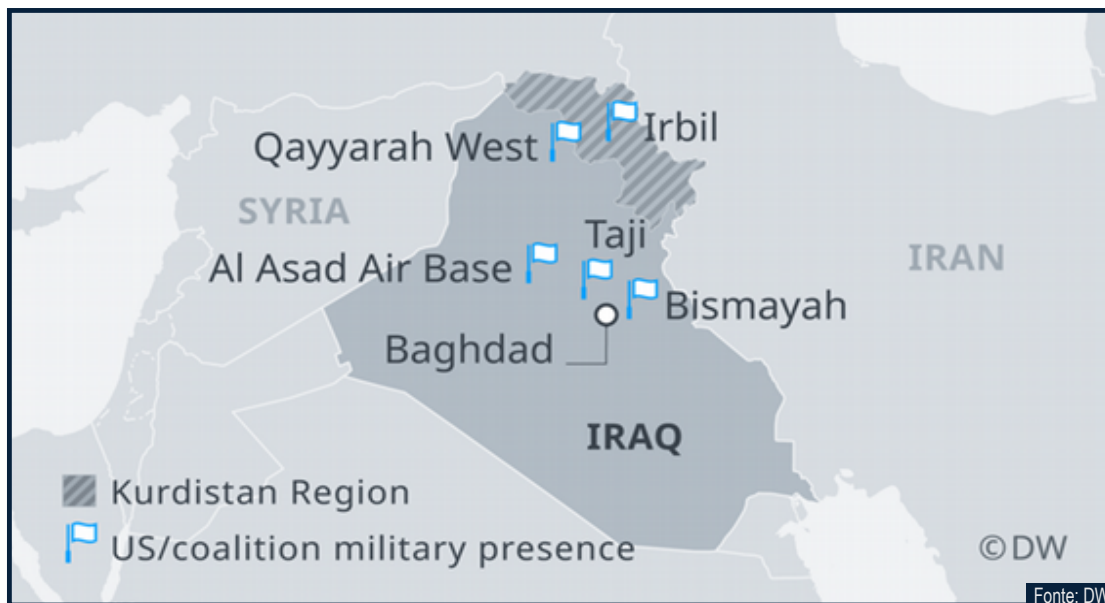 Irbil
Qayyarah West
SYRIA
Taji
IRAN
Al Asad Air Base
Bismayah
Baghdad
IRAQ
Kurdistan Region
US/coalition military presence
©DW
Fonte: DW